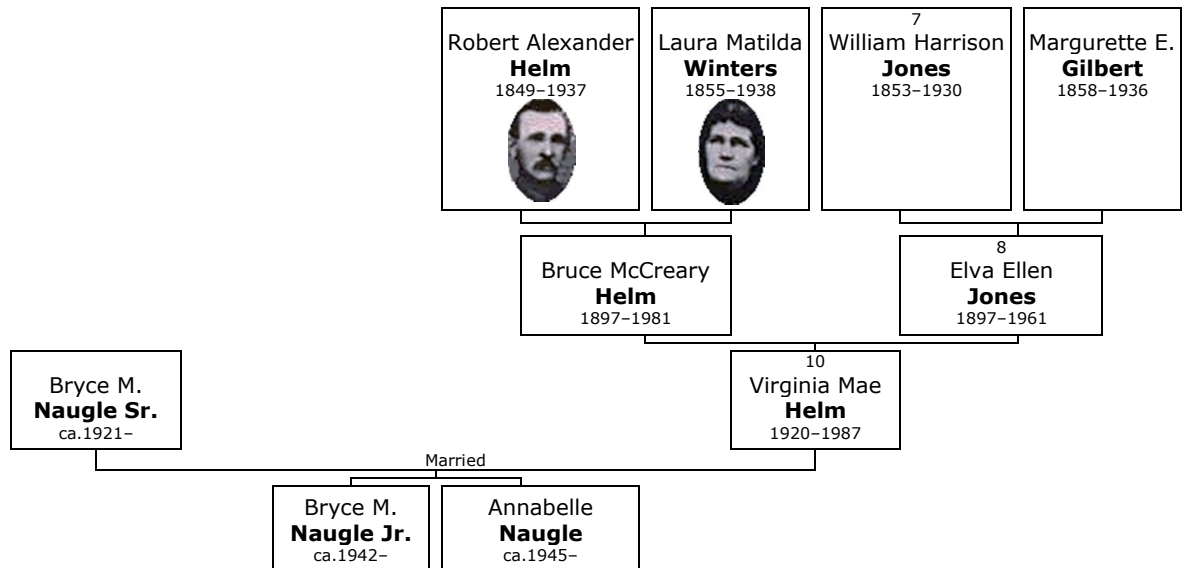 Robert Alexander
Helm
1849–1937
Laura Matilda
Winters
1855–1938
7
William Harrison
Jones
1853–1930
Margurette E.
Gilbert
1858–1936
Bruce McCreary
Helm
1897–1981
8
Elva Ellen
Jones
1897–1961
Bryce M.
Naugle Sr.
ca.1921–
10
Virginia Mae
Helm
1920–1987
Married
Bryce M.
Naugle Jr.
ca.1942–
Annabelle
Naugle
ca.1945–